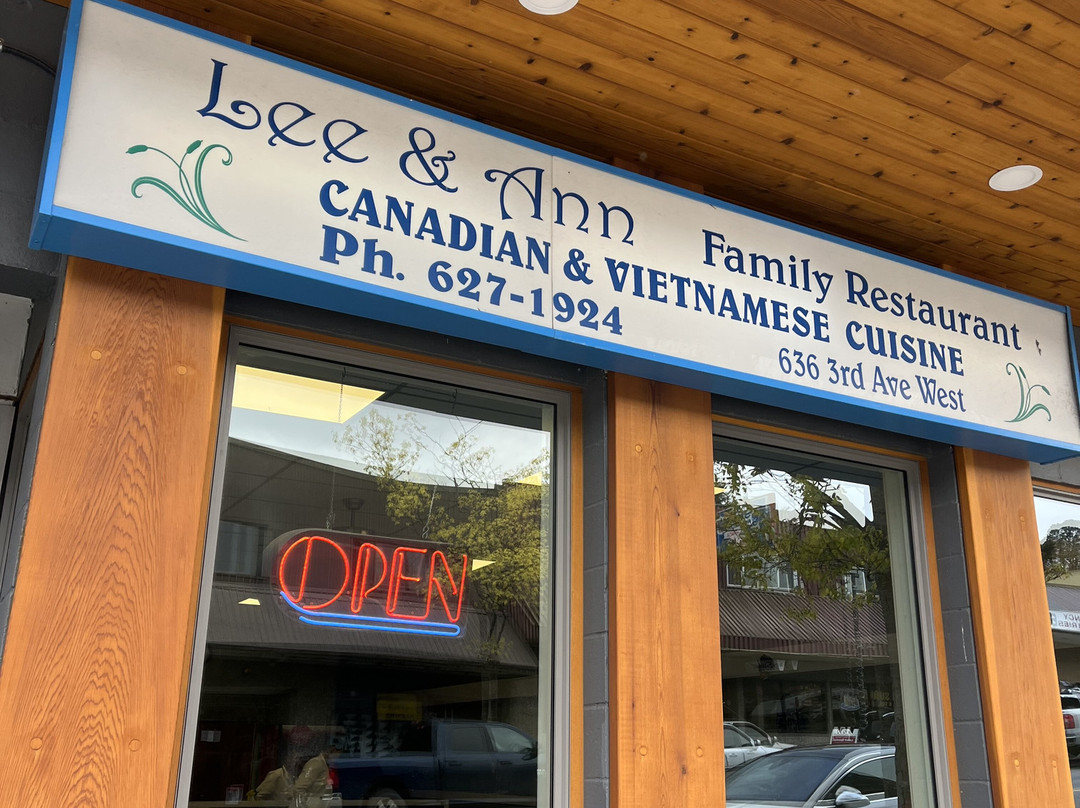 Lee & Ann Family Restaurant
CANADIAN & VIETNAMESE CUISINE
Ph. 627-1924
636 3rd Ave West
OPEN